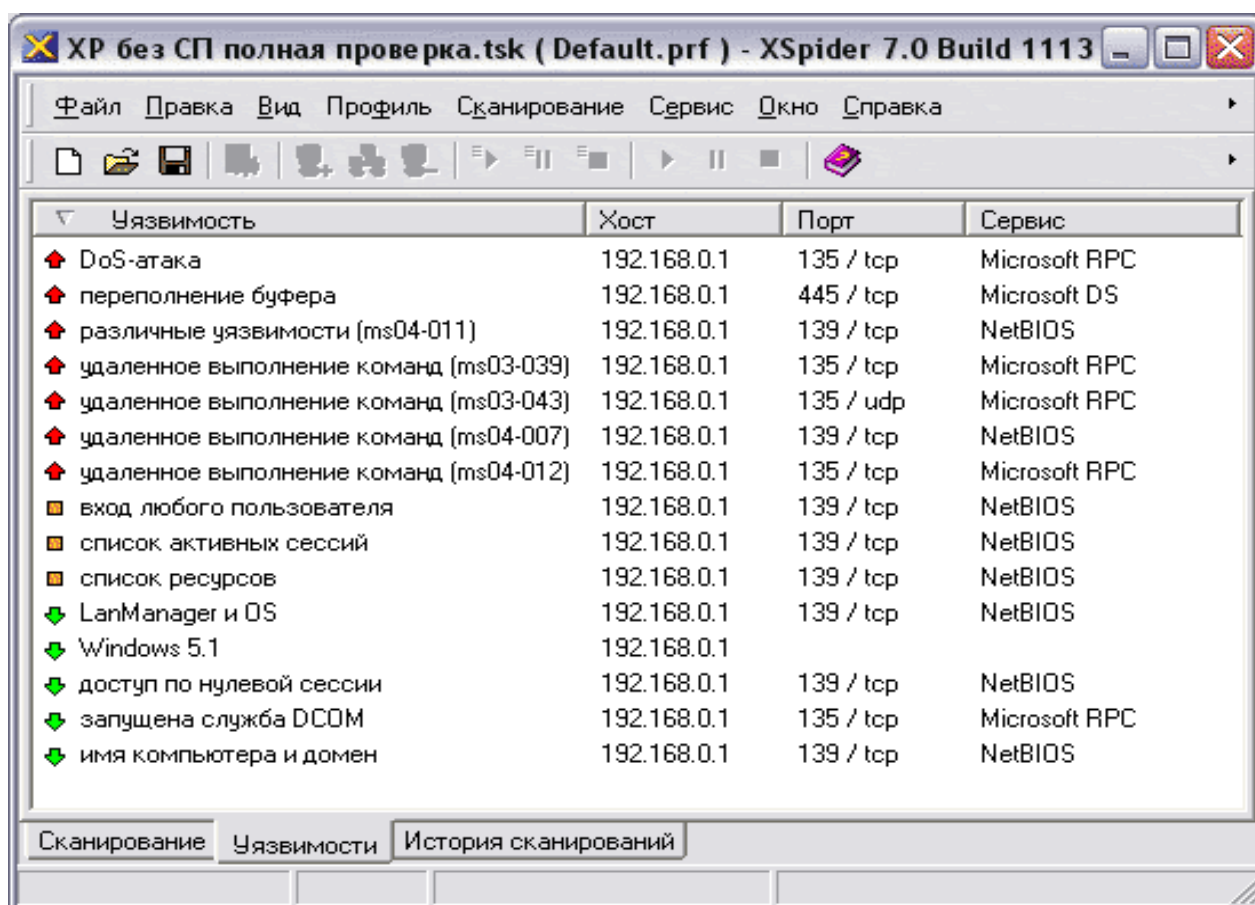 XP без СП полная проверка.tsk ( Default.prf ) - XSpider 7.0 Build 1113
Файл Правка Вид Профиль Сканирование Сервис Окно Справка
Уязвимость Хост Порт Сервис
DoS-атака 192.168.0.1 135 / tcp Microsoft RPC
переполнение буфера 192.168.0.1 445 / tcp Microsoft DS
различные уязвимости (ms04-011) 192.168.0.1 139 / tcp NetBIOS
удаленное выполнение команд (ms03-039) 192.168.0.1 135 / tcp Microsoft RPC
удаленное выполнение команд (ms03-043) 192.168.0.1 135 / udp Microsoft RPC
удаленное выполнение команд (ms04-007) 192.168.0.1 139 / tcp NetBIOS
удаленное выполнение команд (ms04-012) 192.168.0.1 135 / tcp Microsoft RPC
вход любого пользователя 192.168.0.1 139 / tcp NetBIOS
список активных сессий 192.168.0.1 139 / tcp NetBIOS
список ресурсов 192.168.0.1 139 / tcp NetBIOS
LanManager и OS 192.168.0.1 139 / tcp NetBIOS
Windows 5.1 192.168.0.1
доступ по нулевой сессии 192.168.0.1 139 / tcp NetBIOS
запущена служба DCOM 192.168.0.1 135 / tcp Microsoft RPC
имя компьютера и домен 192.168.0.1 139 / tcp NetBIOS
Сканирование Уязвимости История сканирований